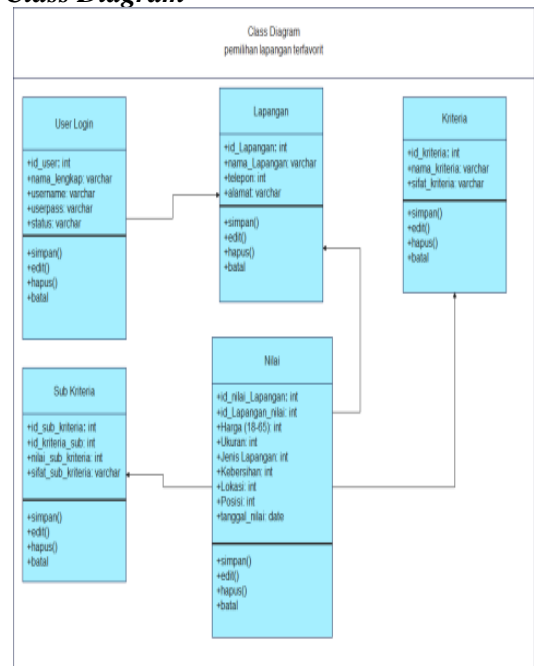 Class Diagram
Class Diagram
pemilihan lapangan terfavorit
User Login
+id_user: int
+nama_lengkap: varchar
+username: varchar
+userpass: varchar
+status: varchar
+simpan()
+edit()
+hapus()
+batal
Lapangan
+id_Lapangan: int
+nama_Lapangan: varchar
+telepon: int
+alamat: varchar
+simpan()
+edit()
+hapus()
+batal
Kriteria
+id_kriteria: int
+nama_kriteria: varchar
+sifat_kriteria: varchar
+simpan()
+edit()
+hapus()
+batal
Sub Kriteria
+id_sub_kriteria: int
+id_kriteria_sub: int
+nilai_sub_kriteria: int
+sifat_sub_kriteria: varchar
+simpan()
+edit()
+hapus()
+batal
Nilai
+id_nilai_Lapangan: int
+id_Lapangan_nilai: int
+Harga (18-65): int
+Ukuran: int
+Jenis Lapangan: int
+Kebersihan: int
+Lokasi: int
+Posisi: int
+tanggal_nilai: date
+simpan()
+edit()
+hapus()
+batal